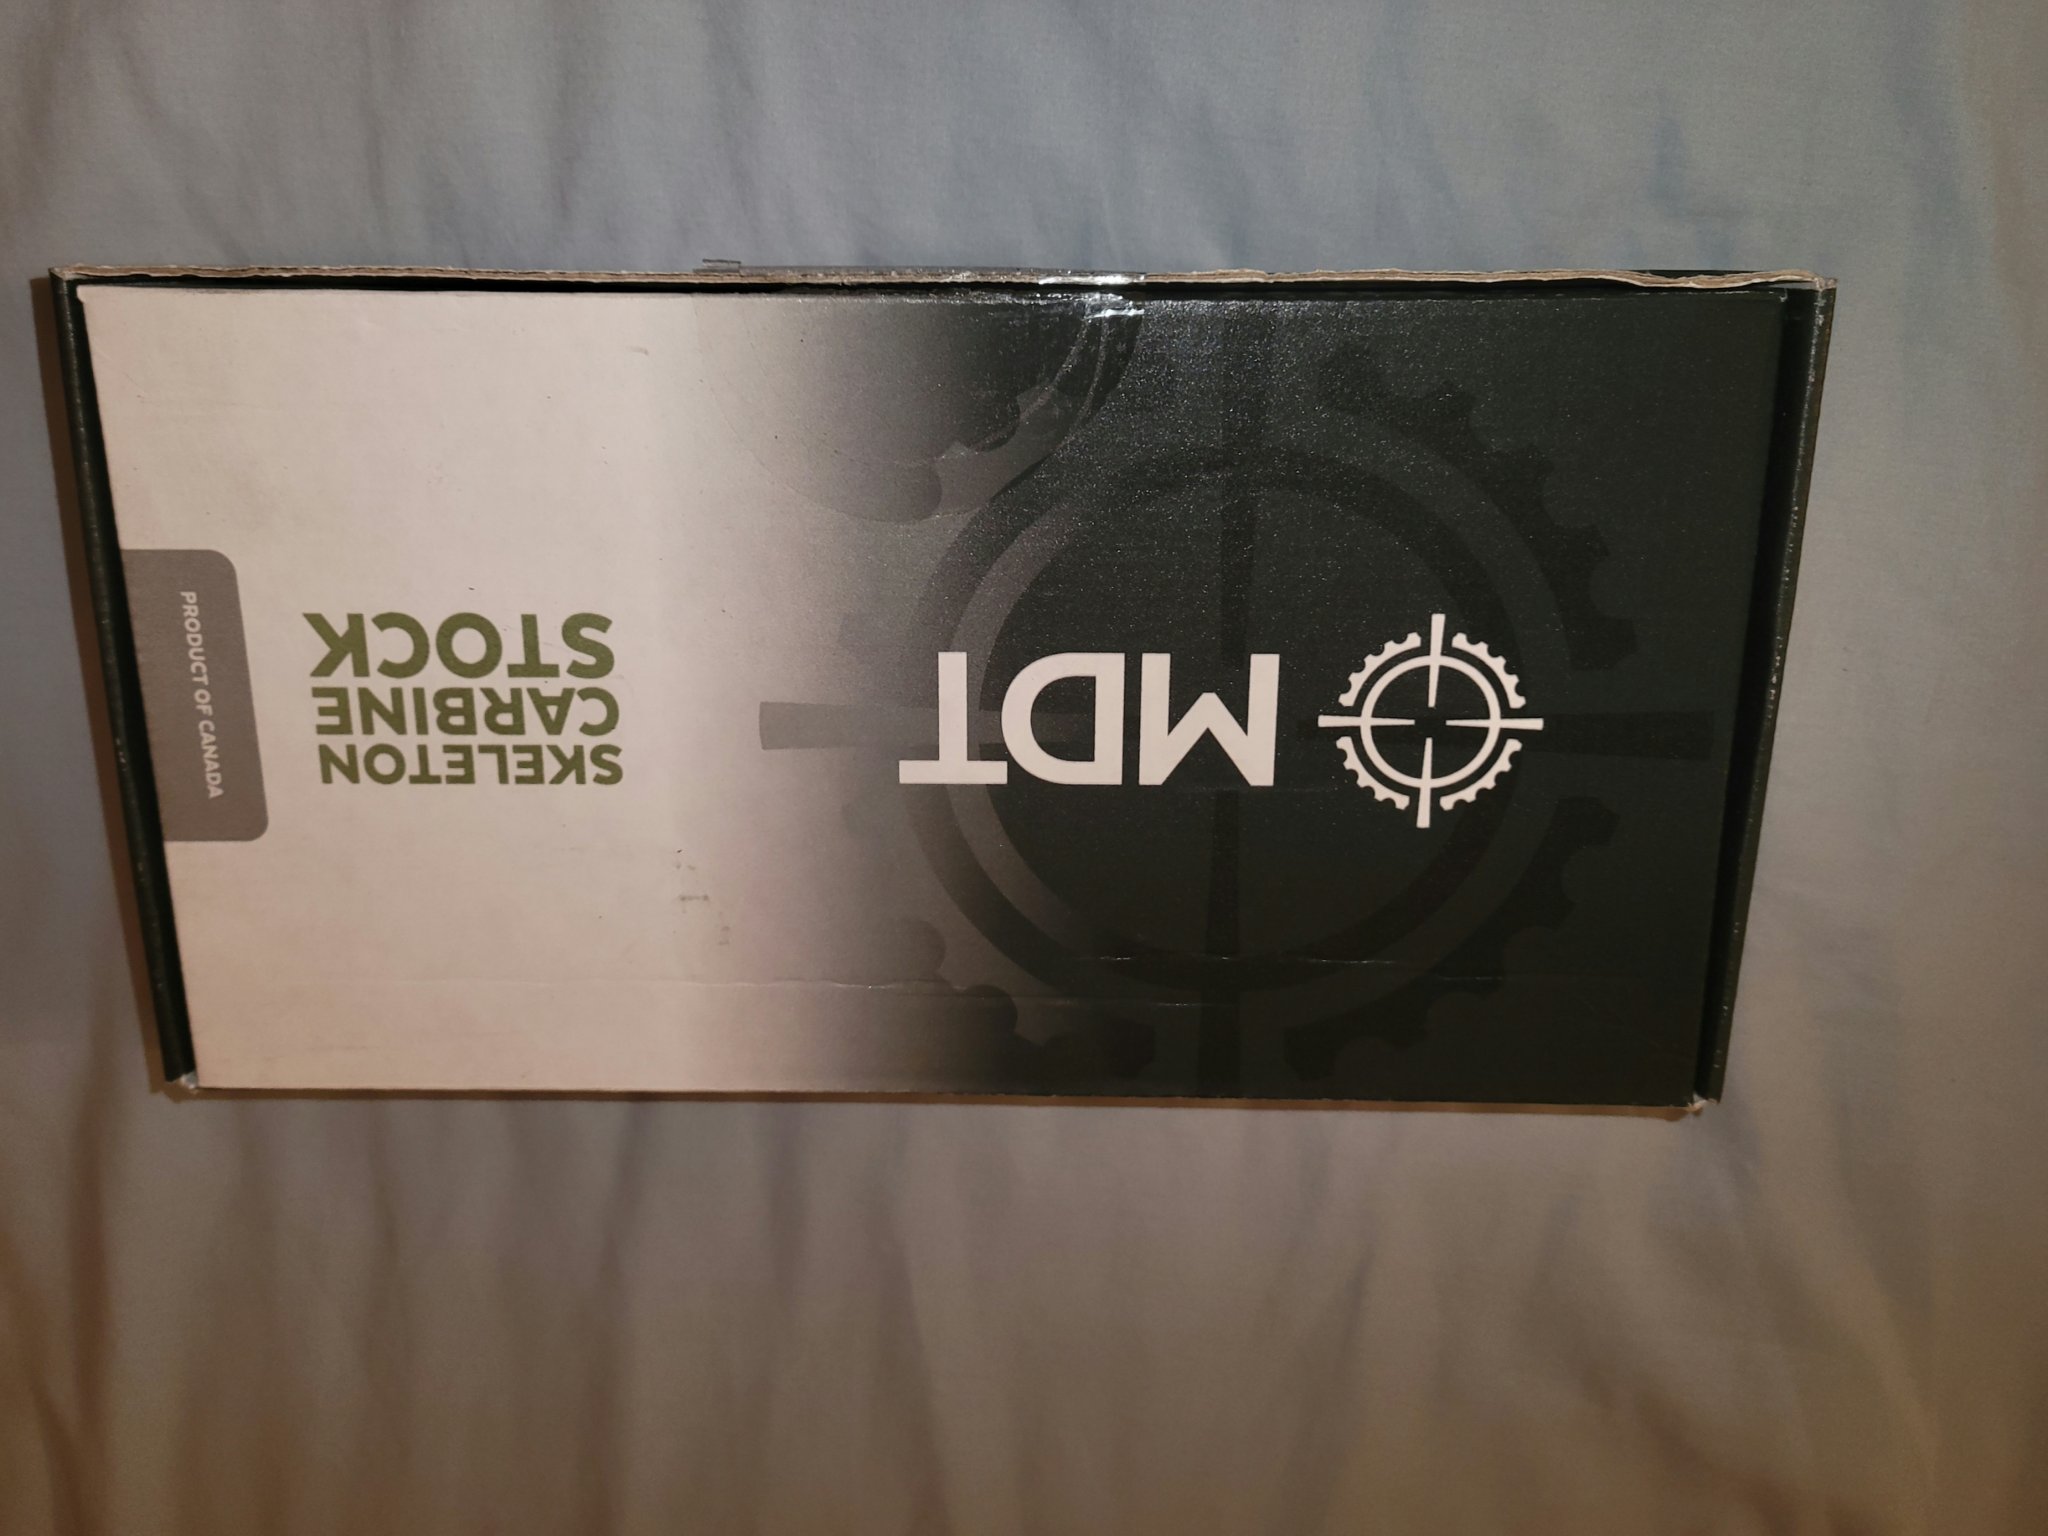 MDT
SKELETON
CARBINE
STOCK
PRODUCT OF CANADA